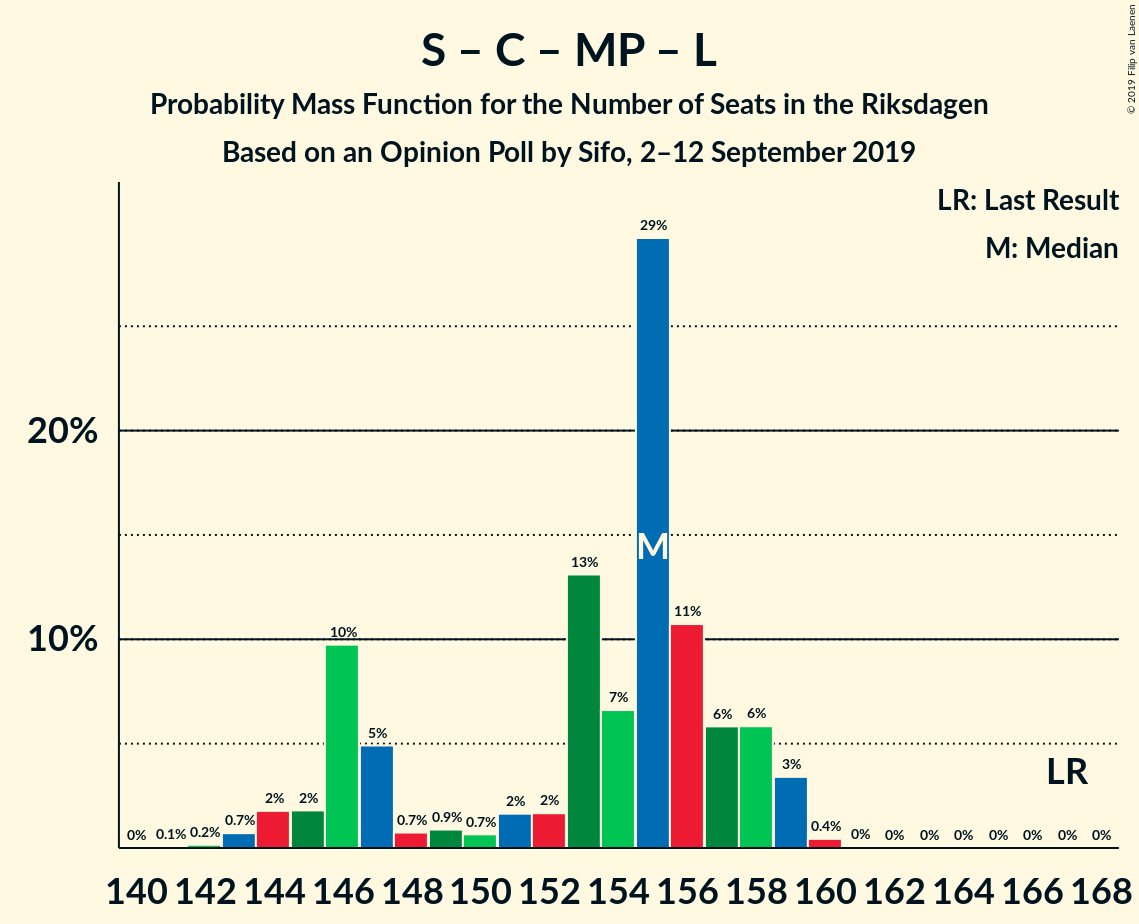 © 2019 Filip van Laenen
S – C – MP – L
Probability Mass Function for the Number of Seats in the Riksdagen
Based on an Opinion Poll by Sifo, 2–12 September 2019
LR: Last Result
M: Median
20%
10%
0% 0.1% 0.2% 0.7% 2% 2% 10% 5% 0.7% 0.9% 0.7% 2% 2% 13% 7% 29% 11% 6% 6% 3% 0.4% 0% 0% 0% 0% 0% 0% 0% 0%
M
LR
140 142 144 146 148 150 152 154 156 158 160 162 164 166 168